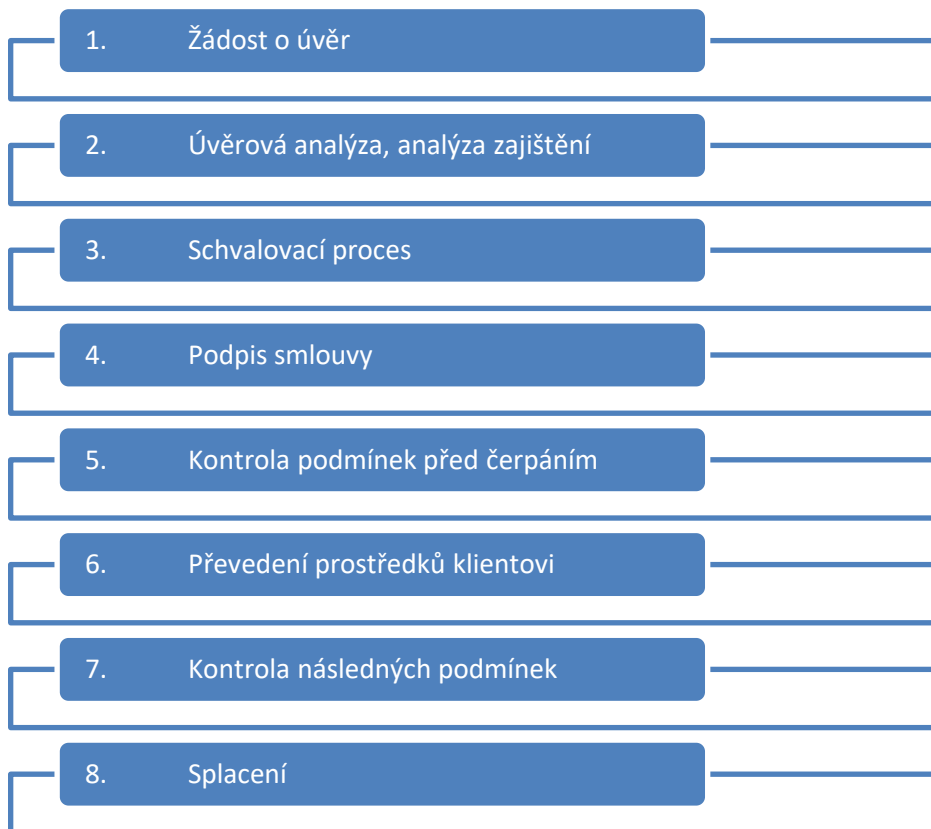 1. Žádost o úvěr
2. Úvěrová analýza, analýza zajištění
3. Schvalovací proces
4. Podpis smlouvy
5. Kontrola podmínek před čerpáním
6. Převedení prostředků klientovi
7. Kontrola následných podmínek
8. Splacení